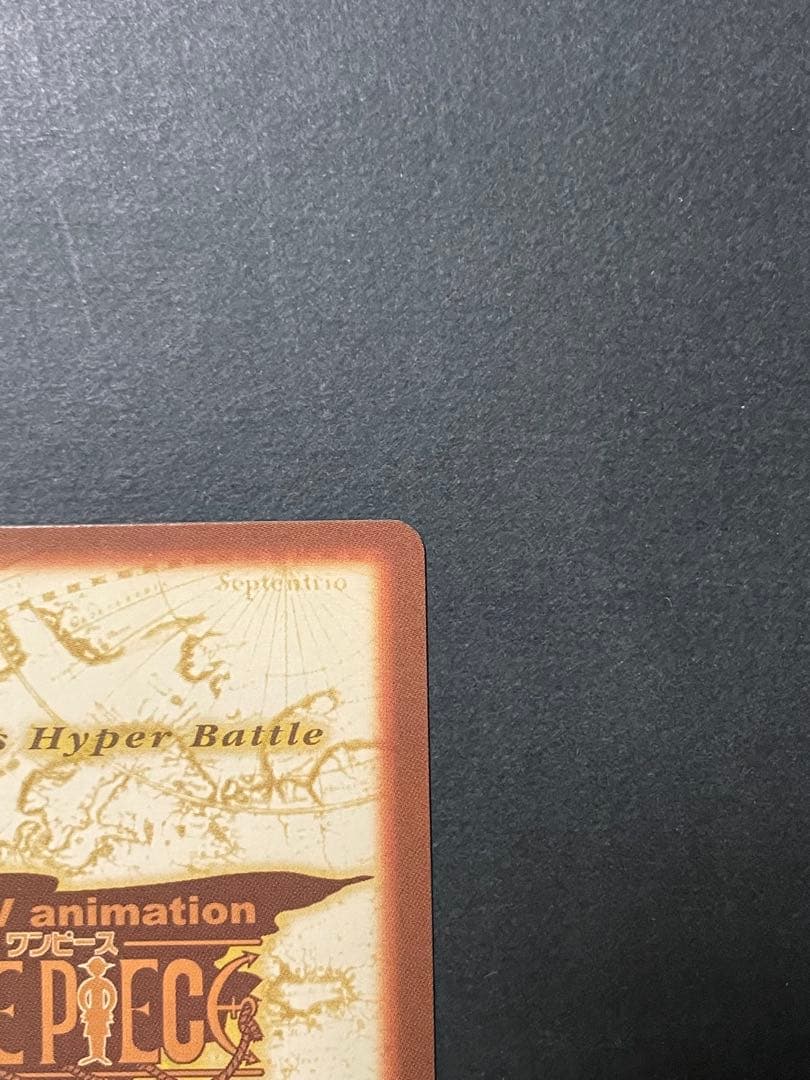 Septentrio
s Hyper Battle
V animation
ワンピース
E PIECE